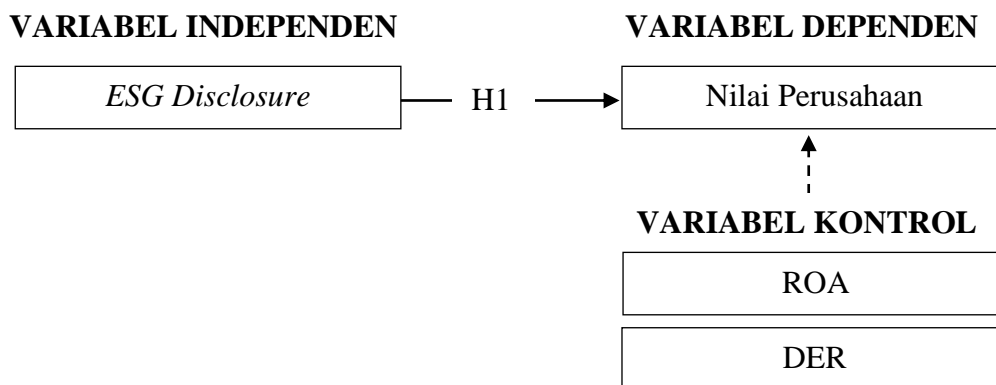 VARIABEL INDEPENDEN
VARIABEL DEPENDEN
ESG Disclosure
H1
Nilai Perusahaan
VARIABEL KONTROL
ROA
DER